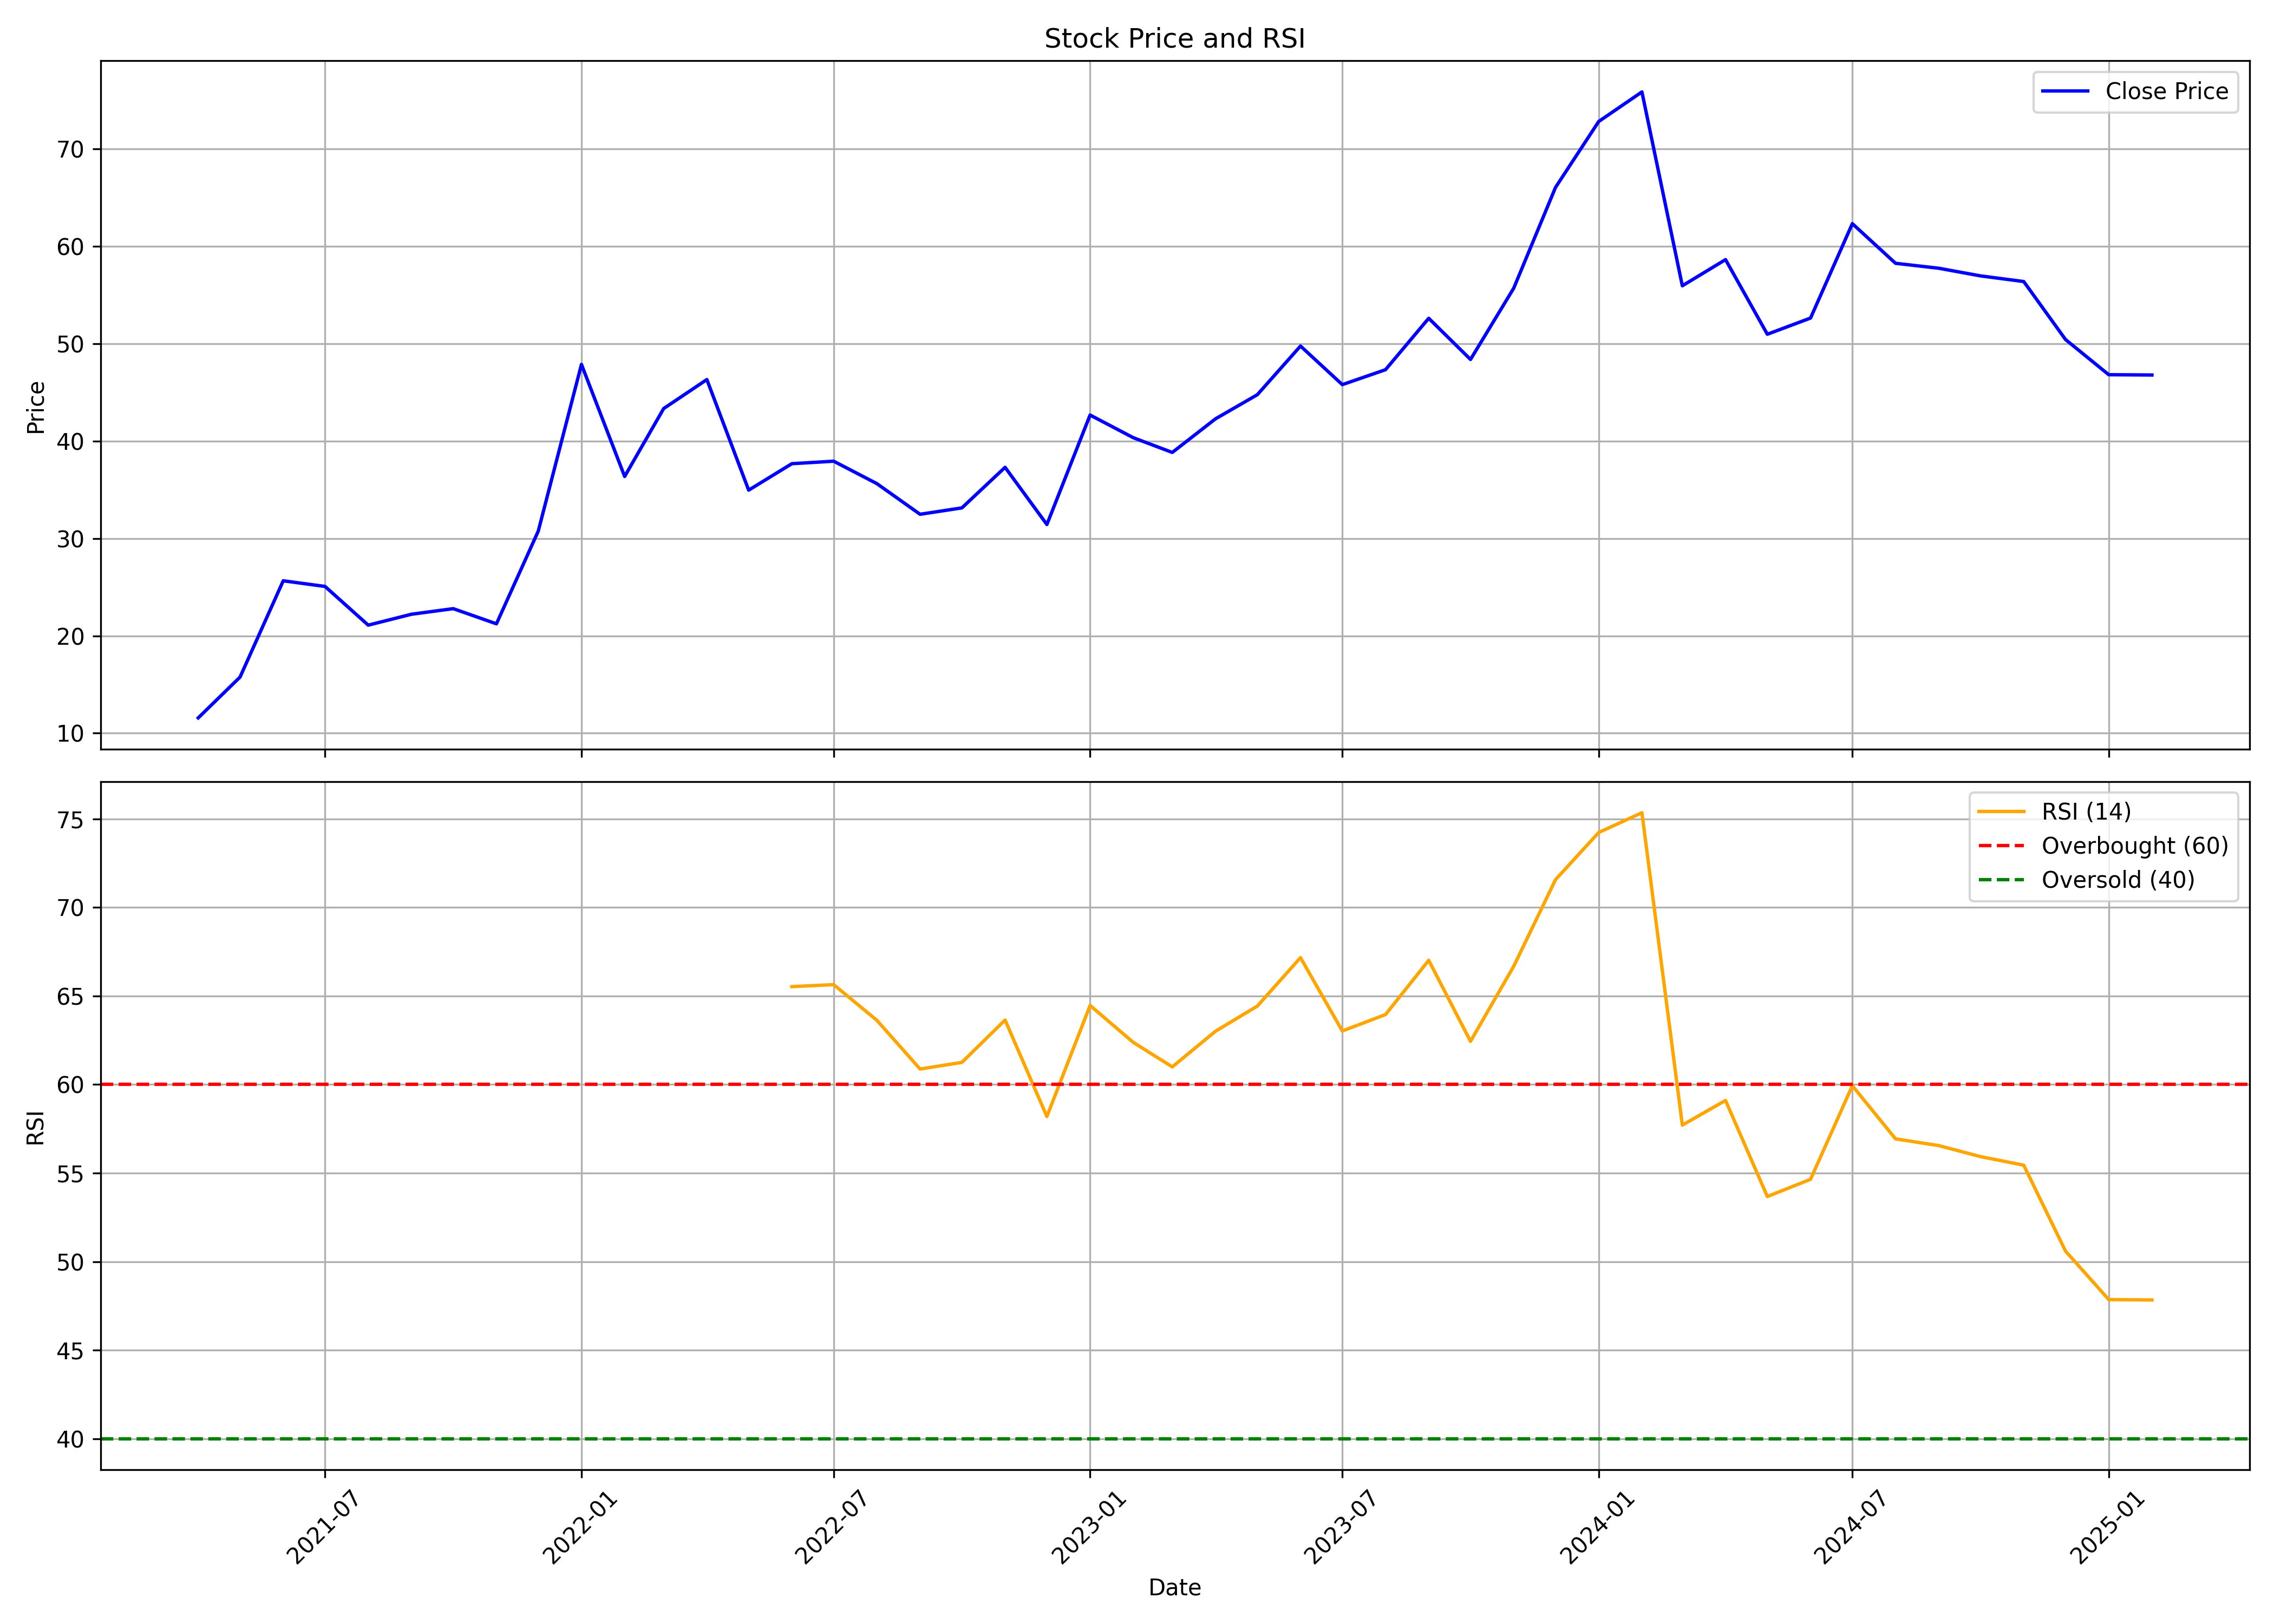 Stock Price and RSI
Close Price
Price
70
60
50
40
30
20
10
RSI (14)
Overbought (60)
Oversold (40)
RSI
75
70
65
60
55
50
45
40
2021-07
2022-01
2022-07
2023-01
2023-07
2024-01
2024-07
2025-01
Date